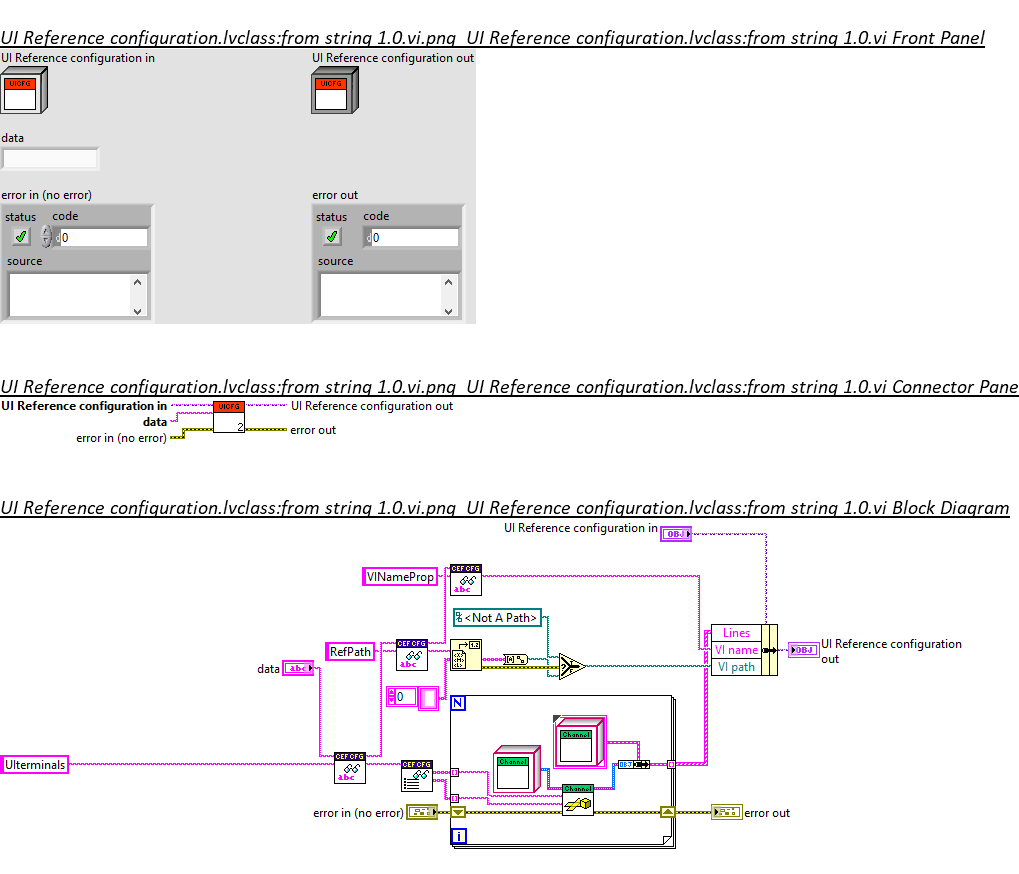 UI Reference configuration.lvclass:from string 1.0.vi.png UI Reference configuration.lvclass:from string 1.0.vi Front Panel
UI Reference configuration in
UI Reference configuration out
UICFG
UICFG
data
error in (no error)
error out
status code
status code
0
0
source
source
UI Reference configuration.lvclass:from string 1.0.vi.png UI Reference configuration.lvclass:from string 1.0.vi Connector Pane
UI Reference configuration in
UICFG
UI Reference configuration out
data
2
error in (no error)
error out
UI Reference configuration.lvclass:from string 1.0.vi.png UI Reference configuration.lvclass:from string 1.0.vi Block Diagram
UI Reference configuration in
OBJ
VINameProp
CEF CFG
abc
<Not A Path>
RefPath
CEF CFG
abc
1.2
Lines
VI name
VI path
OBJ
UI Reference configuration
out
data
abc
0
N
Channel
Channel
UIterminals
CEF CFG
abc
CEF CFG
OBJ
Channel
error in (no error)
error out
i